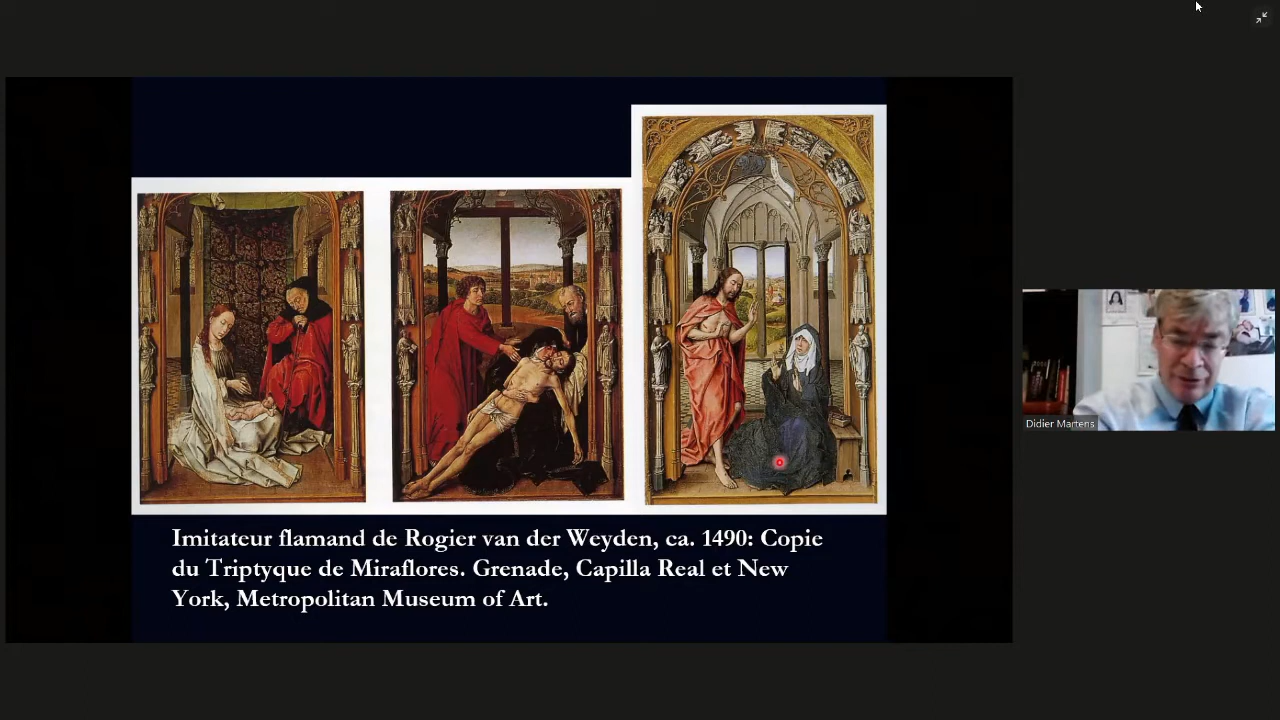 Imitateur flamand de Rogier van der Weyden, ca. 1490: Copie
du Triptyque de Miraflores. Grenade, Capilla Real et New
York, Metropolitan Museum of Art.
Didier Martens